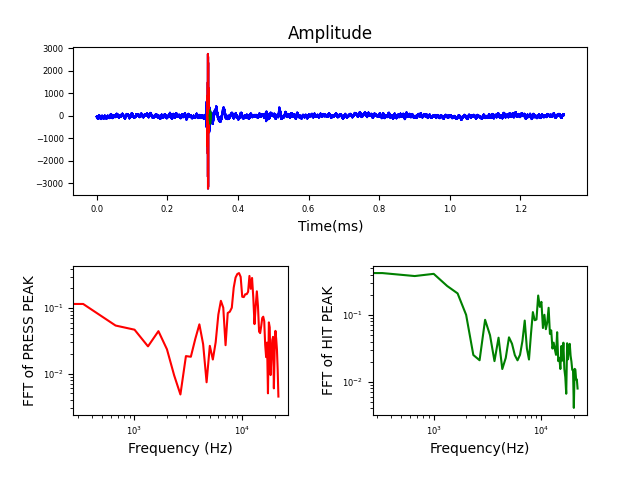 Amplitude
3000
2000
1000
0
−1000
−2000
−3000
0.0 0.2 0.4 0.6 0.8 1.0 1.2
Time(ms)
FFT of PRESS PEAK
10⁻¹
10⁻²
10³ 10⁴
Frequency (Hz)
FFT of HIT PEAK
10⁻¹
10⁻²
10³ 10⁴
Frequency(Hz)